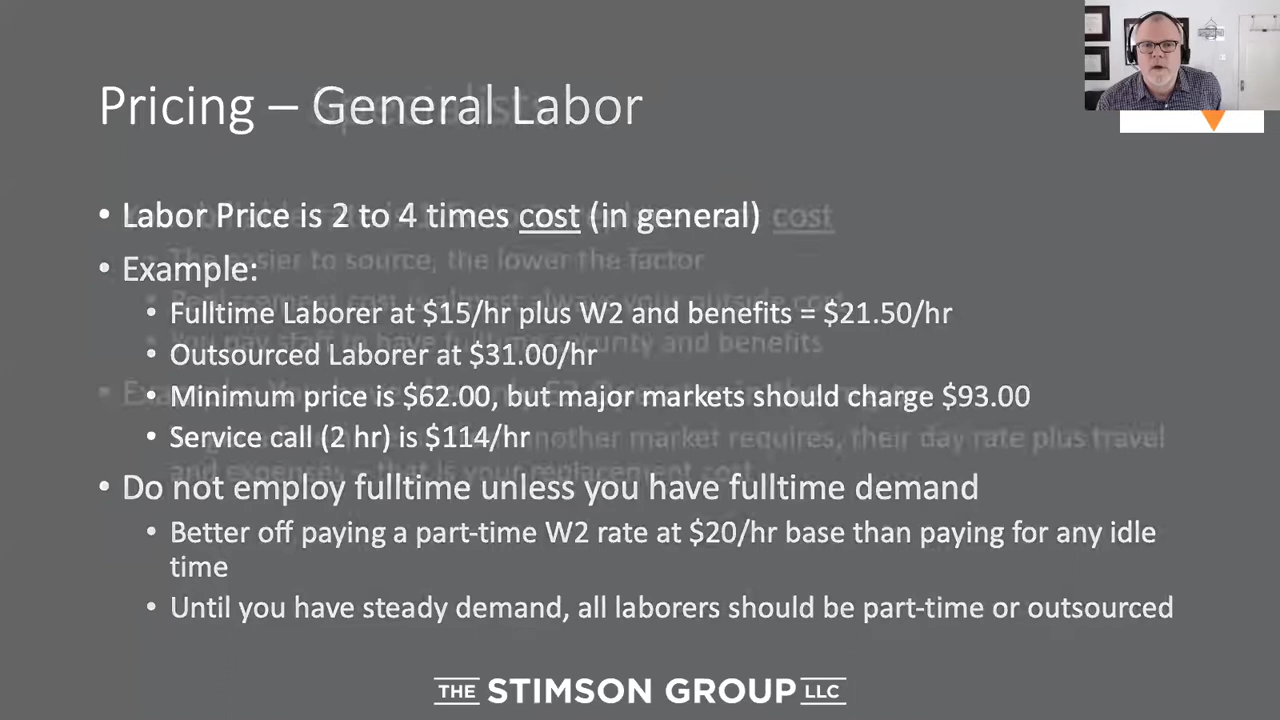 Pricing – General Labor
• Labor Price is 2 to 4 times cost (in general)
• Example:
• Fulltime Laborer at $15/hr plus W2 and benefits = $21.50/hr
• Outsourced Laborer at $31.00/hr
• Minimum price is $62.00, but major markets should charge $93.00
• Service call (2 hr) is $114/hr
• Do not employ fulltime unless you have fulltime demand
• Better off paying a part-time W2 rate at $20/hr base than paying for any idle
time
• Until you have steady demand, all laborers should be part-time or outsourced
THE STIMSON GROUP LLC